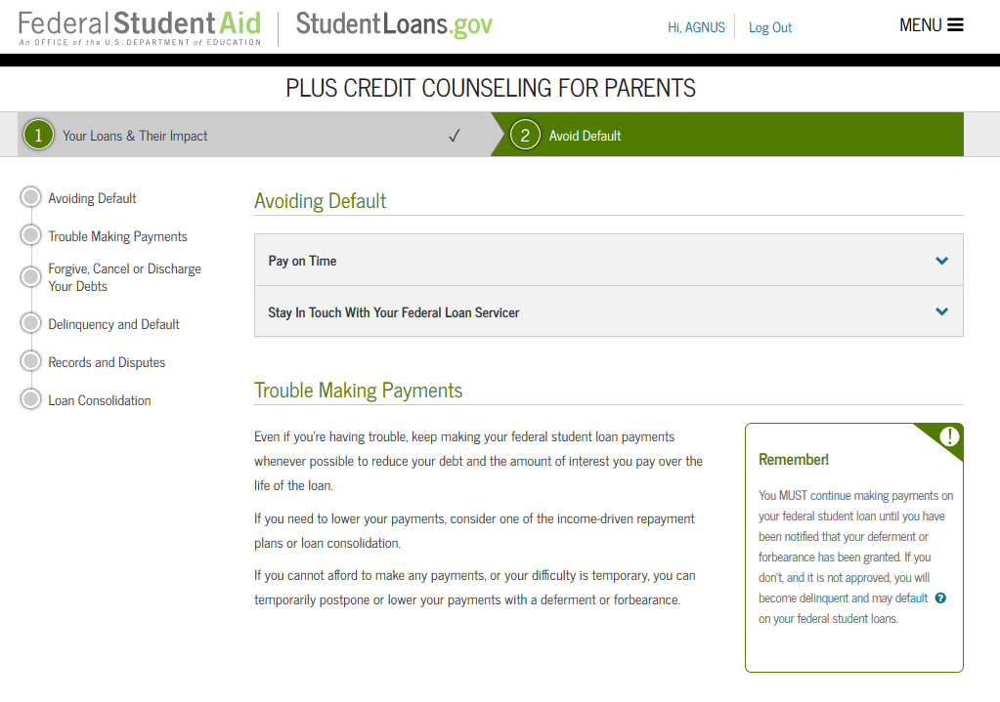 Federal Student Aid StudentLoans.gov Hi, AGNUS Log Out MENU
An OFFICE of the U.S. DEPARTMENT of EDUCATION
PLUS CREDIT COUNSELING FOR PARENTS
1 Your Loans & Their Impact ✓ 2 Avoid Default
Avoiding Default
Trouble Making Payments
Forgive, Cancel or Discharge
Your Debts
Delinquency and Default
Records and Disputes
Loan Consolidation
Avoiding Default
Pay on Time
Stay In Touch With Your Federal Loan Servicer
Trouble Making Payments
Even if you're having trouble, keep making your federal student loan payments
whenever possible to reduce your debt and the amount of interest you pay over the
life of the loan.
If you need to lower your payments, consider one of the income-driven repayment
plans or loan consolidation.
If you cannot afford to make any payments, or your difficulty is temporary, you can
temporarily postpone or lower your payments with a deferment or forbearance.
!
Remember!
You MUST continue making payments on
your federal student loan until you have
been notified that your deferment or
forbearance has been granted. If you
don't, and it is not approved, you will
become delinquent and may default ?
on your federal student loans.